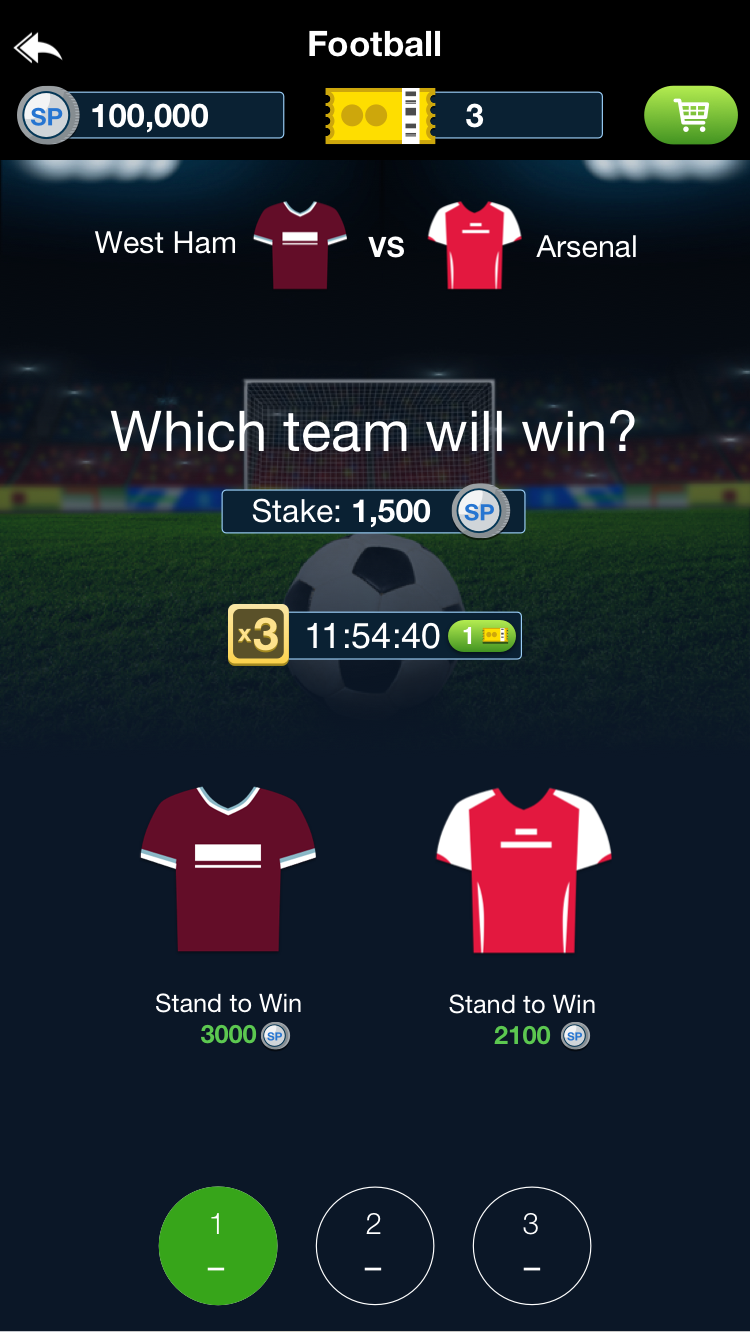 Football
SP 100,000 3
West Ham VS Arsenal
Which team will win?
Stake: 1,500 SP
x3 11:54:40 1
Stand to Win Stand to Win
3000 SP 2100 SP
1 2 3
– – –